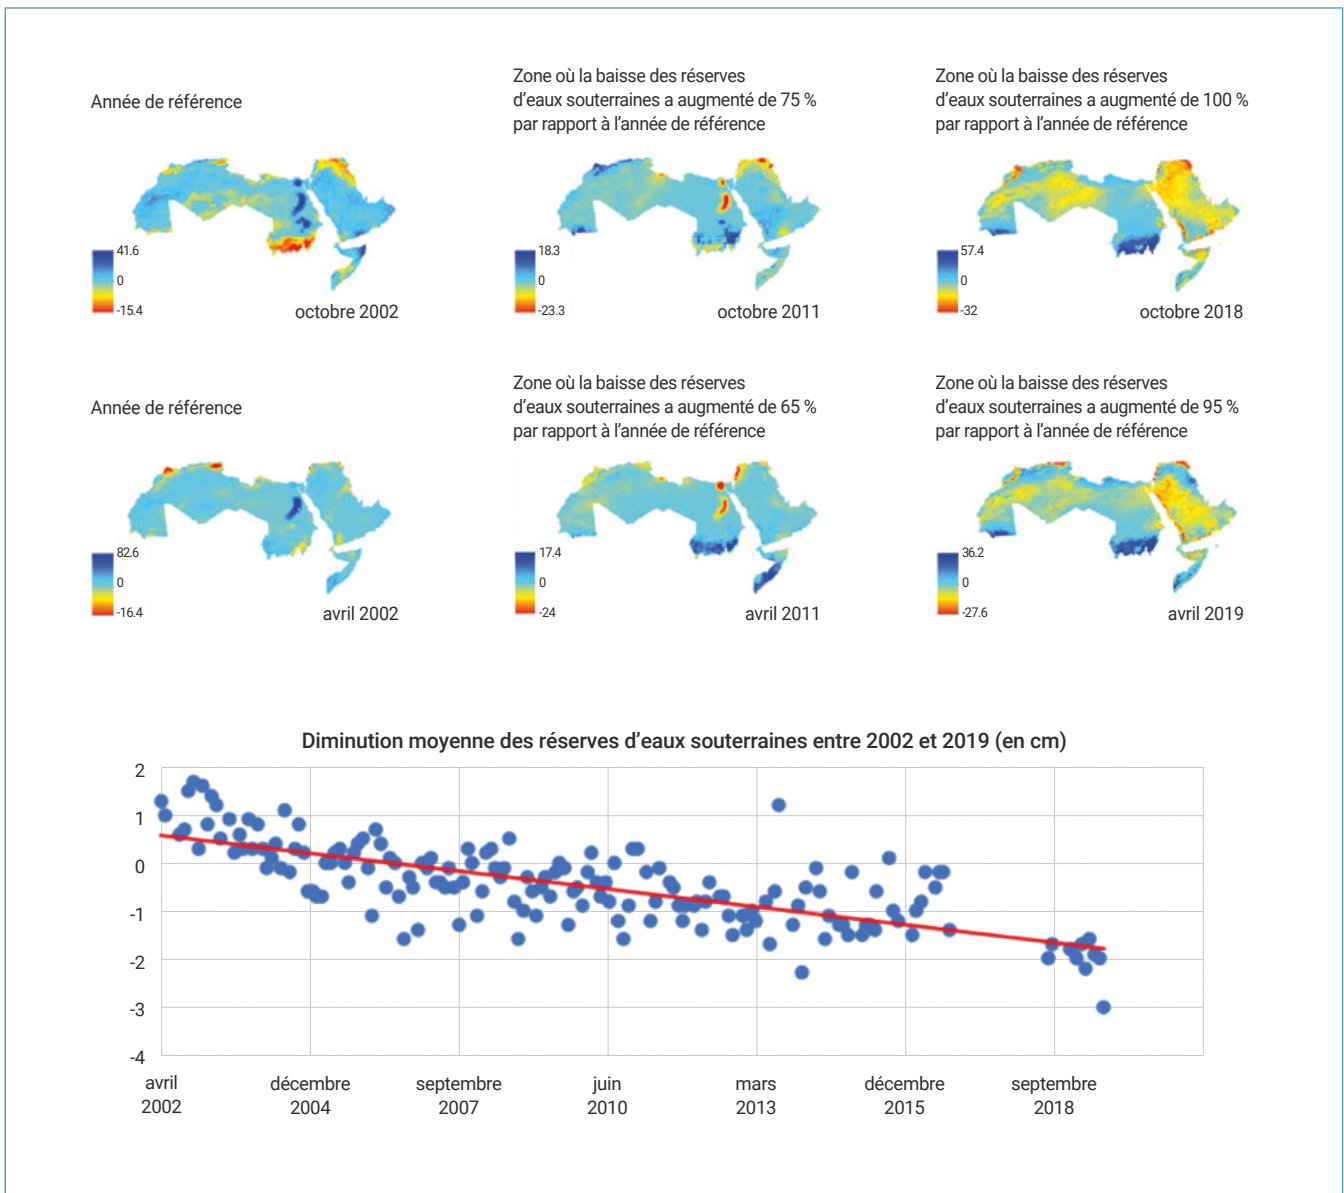 Année de référence
Zone où la baisse des réserves
d'eaux souterraines a augmenté de 75 %
par rapport à l'année de référence
Zone où la baisse des réserves
d'eaux souterraines a augmenté de 100 %
par rapport à l'année de référence
41.6
0
-15.4
octobre 2002
18.3
0
-23.3
octobre 2011
57.4
0
-32
octobre 2018
Année de référence
Zone où la baisse des réserves
d'eaux souterraines a augmenté de 65 %
par rapport à l'année de référence
Zone où la baisse des réserves
d'eaux souterraines a augmenté de 95 %
par rapport à l'année de référence
82.6
0
-16.4
avril 2002
17.4
0
-24
avril 2011
36.2
0
-27.6
avril 2019
Diminution moyenne des réserves d'eaux souterraines entre 2002 et 2019 (en cm)
2
1
0
-1
-2
-3
-4
avril
2002
décembre
2004
septembre
2007
juin
2010
mars
2013
décembre
2015
septembre
2018